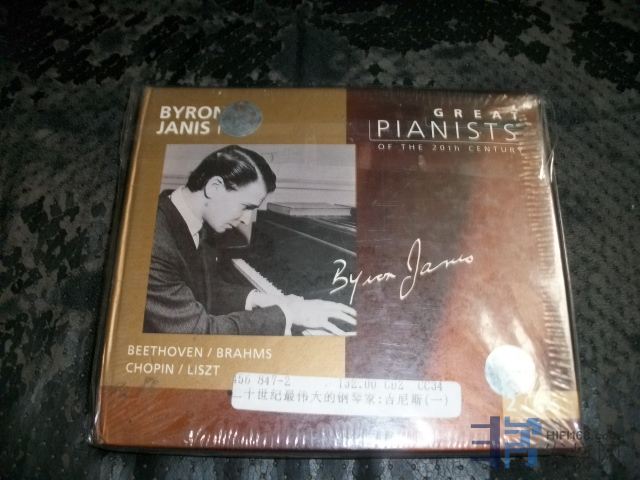 BYRON
JANIS I
GREAT
PIANISTS
OF THE 20th CENTURY
Byron Janis
BEETHOVEN / BRAHMS
CHOPIN / LISZT
456 847-2 132.00 CD2 CC34
二十世纪最伟大的钢琴家:吉尼斯(一)